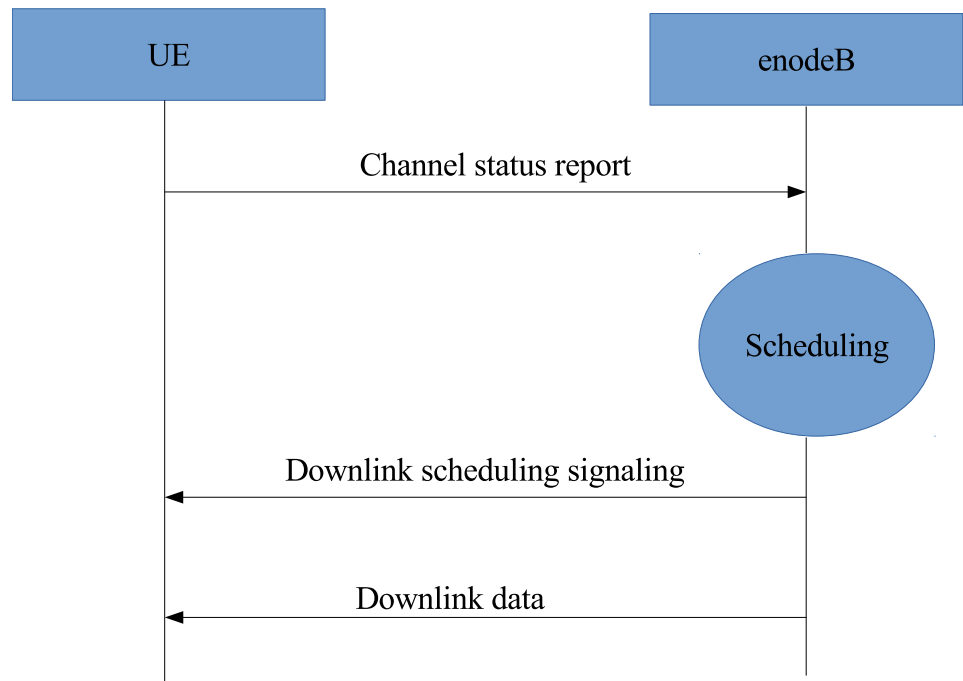 UE
enodeB
Channel status report
Scheduling
Downlink scheduling signaling
Downlink data